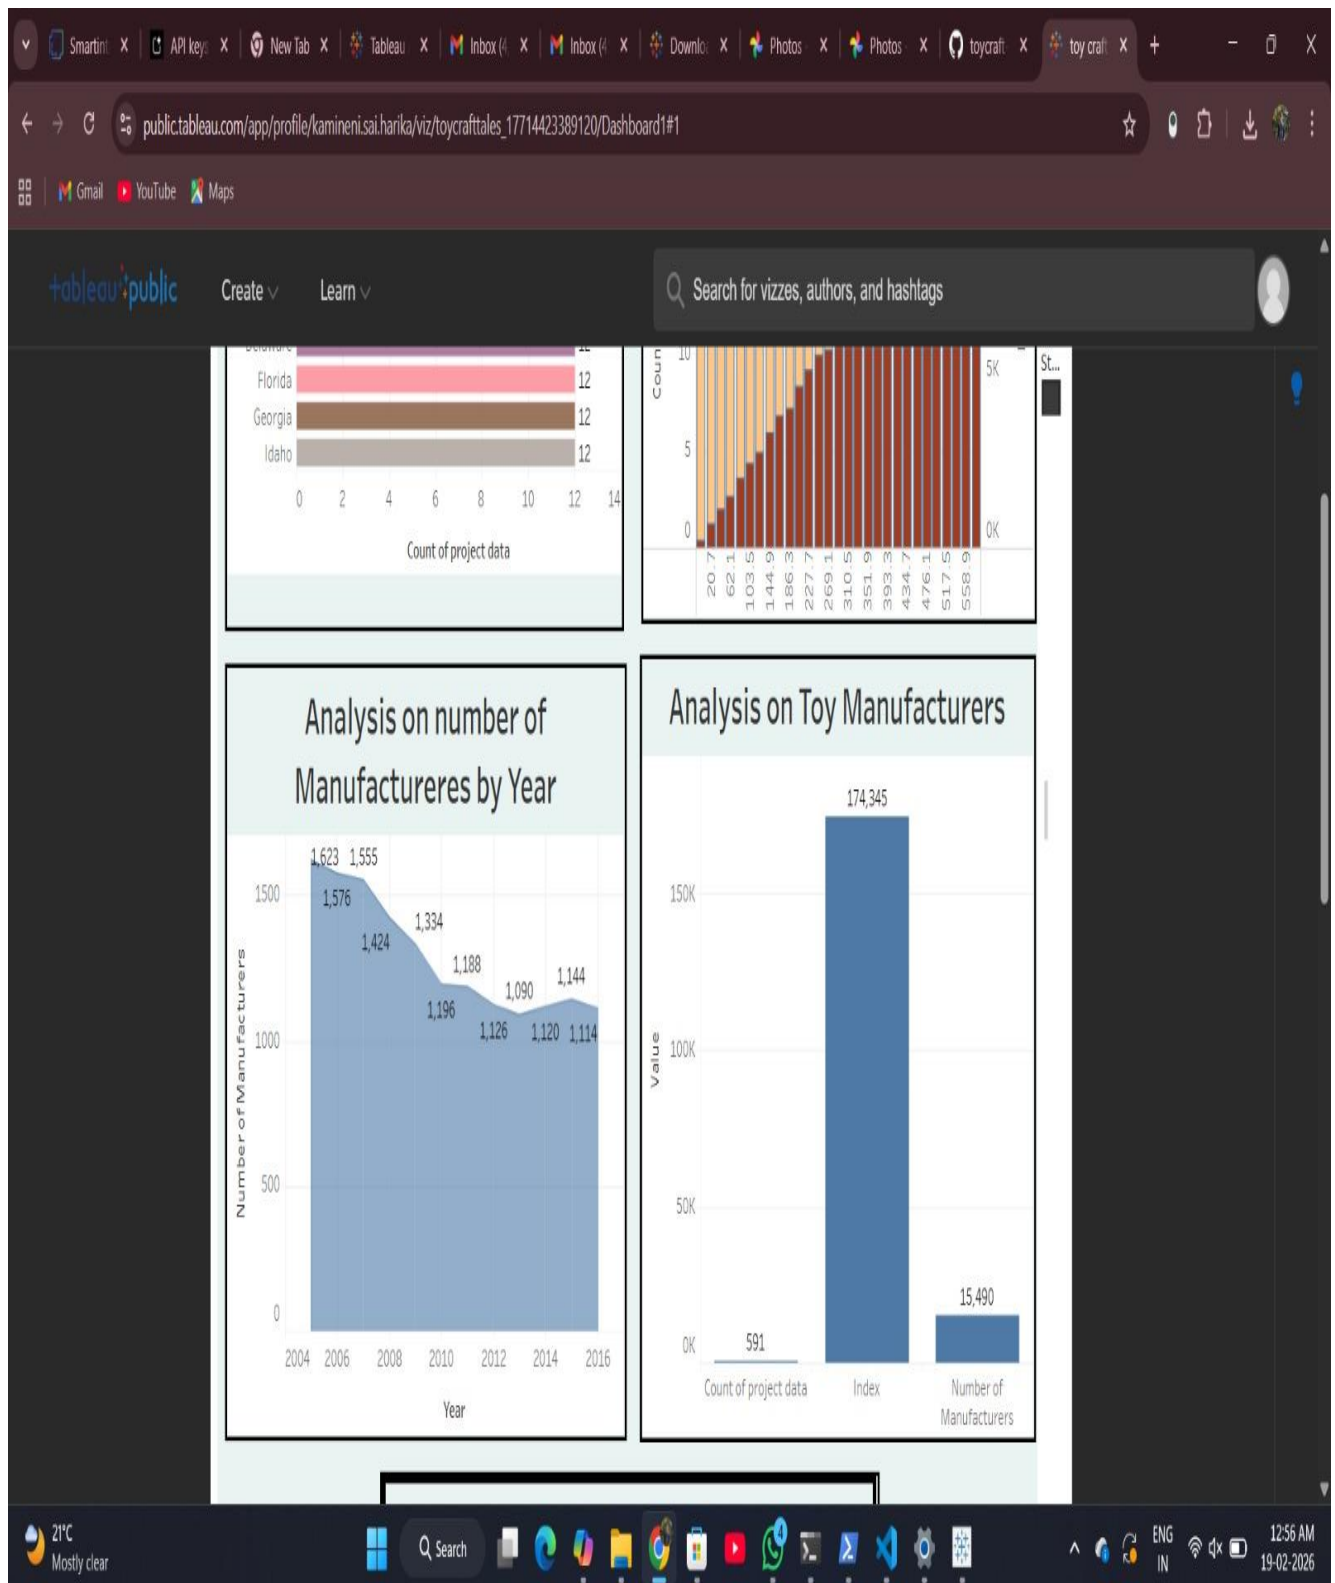 Smartint
API key
New Tab
Tableau
Inbox (4
Inbox (4
Downlo
Photos
Photos
toycraft
toy craft
public.tableau.com/app/profile/kamineni.sai.harika/viz/toycrafttales_17714423389120/Dashboard1#1
Gmail YouTube Maps
tableau public
Create
Learn
Search for vizzes, authors, and hashtags
Delaware 12
Florida 12
Georgia 12
Idaho 12
0 2 4 6 8 10 12 14
Count of project data
Coun
10
5
0
5K
0K
St...
20.7 62.1 103.5 144.9 186.3 227.7 269.1 310.5 351.9 393.3 434.7 476.1 517.5 558.9
Analysis on number of
Manufactureres by Year
Number of Manufacturers
1500
1000
500
0
1,623 1,555
1,576
1,424
1,334
1,196
1,188
1,126
1,090
1,120
1,144
1,114
2004 2006 2008 2010 2012 2014 2016
Year
Analysis on Toy Manufacturers
Value
150K
100K
50K
0K
591
174,345
15,490
Count of project data
Index
Number of
Manufacturers
21°C
Mostly clear
Search
4
ENG
IN
12:56 AM
19-02-2026